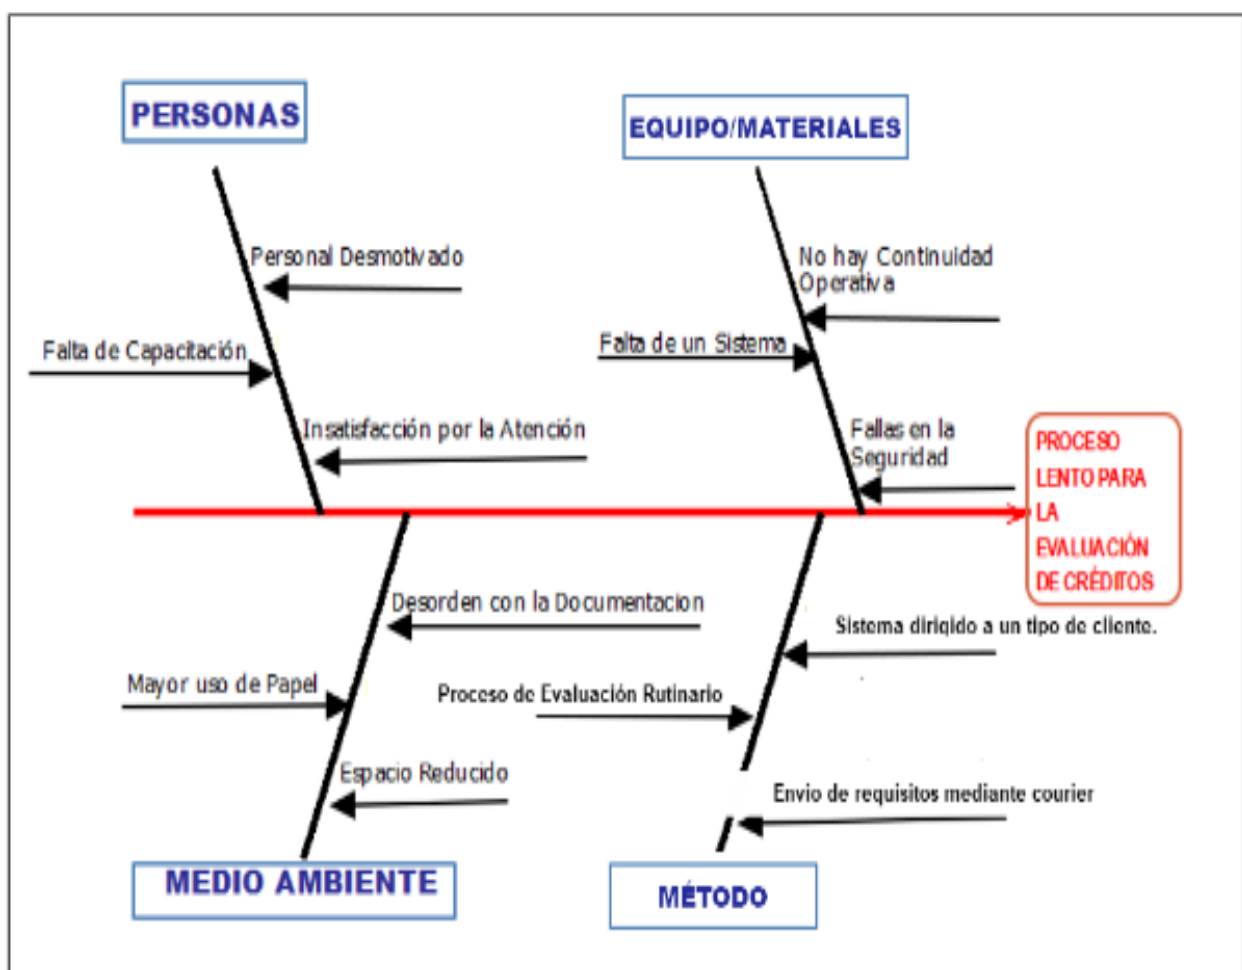 PERSONAS
EQUIPO/MATERIALES
Personal Desmotivado
No hay Continuidad
Operativa
Falta de Capacitación
Falta de un Sistema
Insatisfacción por la Atención
Fallas en la
Seguridad
PROCESO
LENTO PARA
LA
EVALUACIÓN
DE CRÉDITOS
Desorden con la Documentacion
Sistema dirigido a un tipo de cliente.
Mayor uso de Papel
Proceso de Evaluación Rutinario
Espacio Reducido
Envio de requisitos mediante courier
MEDIO AMBIENTE
MÉTODO